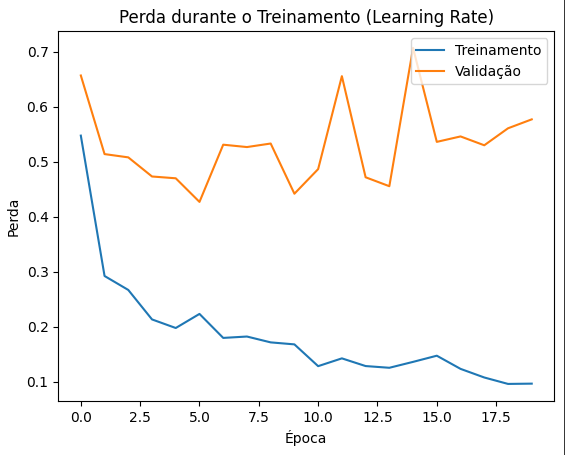 Perda durante o Treinamento (Learning Rate)
Treinamento
Validação
Perda
0.7
0.6
0.5
0.4
0.3
0.2
0.1
0.0 2.5 5.0 7.5 10.0 12.5 15.0 17.5
Época